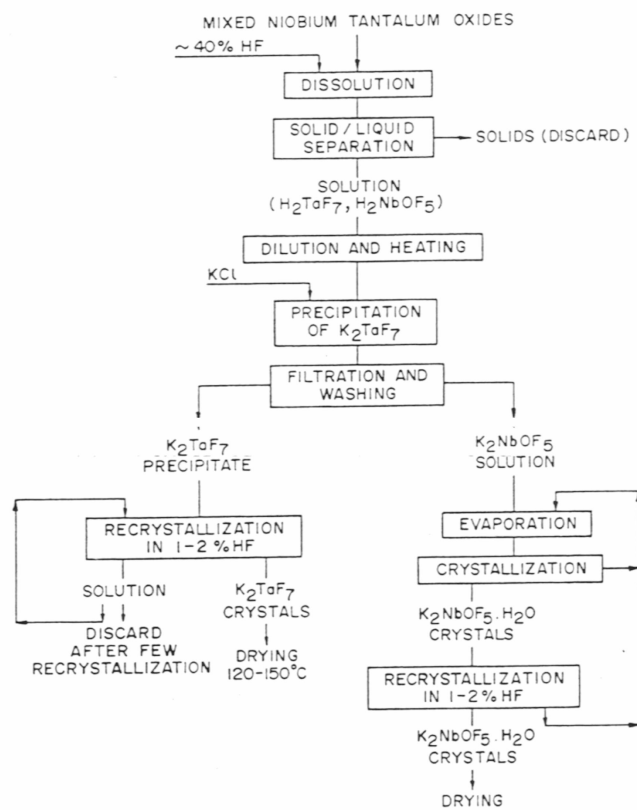 MIXED NIOBIUM TANTALUM OXIDES
~40% HF
DISSOLUTION
SOLID/LIQUID
SEPARATION
SOLIDS (DISCARD)
SOLUTION
(H₂TaF₇, H₂NbOF₅)
DILUTION AND HEATING
KCl
PRECIPITATION
OF K₂TaF₇
FILTRATION AND
WASHING
K₂TaF₇
PRECIPITATE
RECRYSTALLIZATION
IN 1-2% HF
SOLUTION
DISCARD
AFTER FEW
RECRYSTALLIZATION
K₂TaF₇
CRYSTALS
DRYING
120-150°C
K₂NbOF₅
SOLUTION
EVAPORATION
CRYSTALLIZATION
K₂NbOF₅.H₂O
CRYSTALS
RECRYSTALLIZATION
IN 1-2% HF
K₂NbOF₅.H₂O
CRYSTALS
DRYING